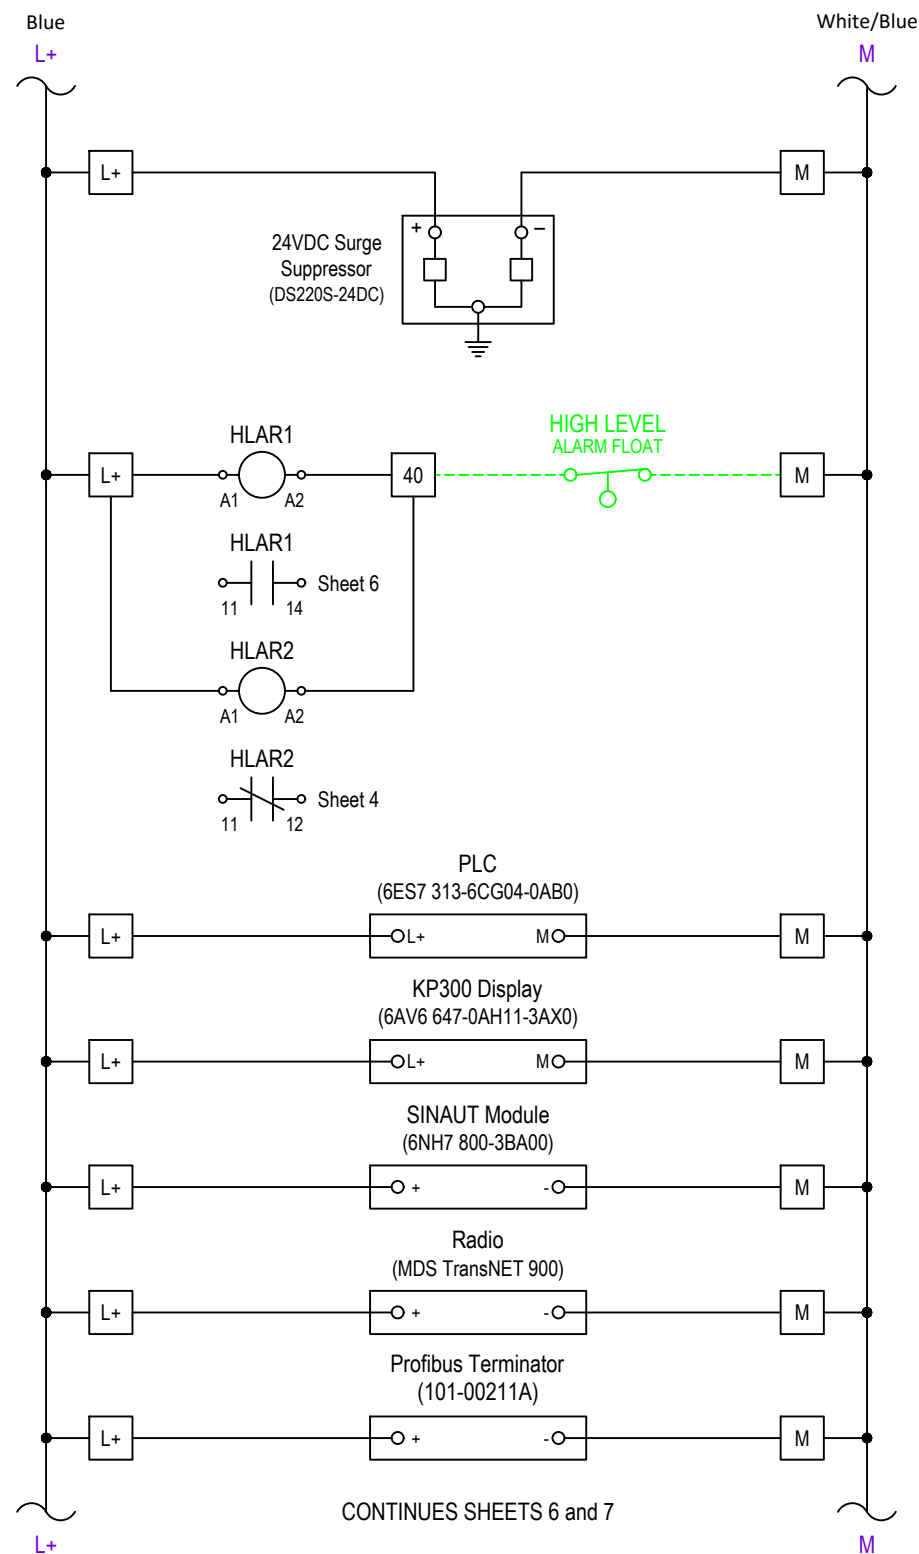 Blue
White/Blue
L+
M
L+
M
+
–
24VDC Surge
Suppressor
(DS220S-24DC)
HIGH LEVEL
ALARM FLOAT
HLAR1
L+
40
M
A1
A2
HLAR1
Sheet 6
11
14
HLAR2
A1
A2
HLAR2
Sheet 4
11
12
PLC
(6ES7 313-6CG04-0AB0)
L+
L+
M
M
KP300 Display
(6AV6 647-0AH11-3AX0)
L+
L+
M
M
SINAUT Module
(6NH7 800-3BA00)
L+
+
-
M
Radio
(MDS TransNET 900)
L+
+
-
M
Profibus Terminator
(101-00211A)
L+
+
-
M
CONTINUES SHEETS 6 and 7
L+
M